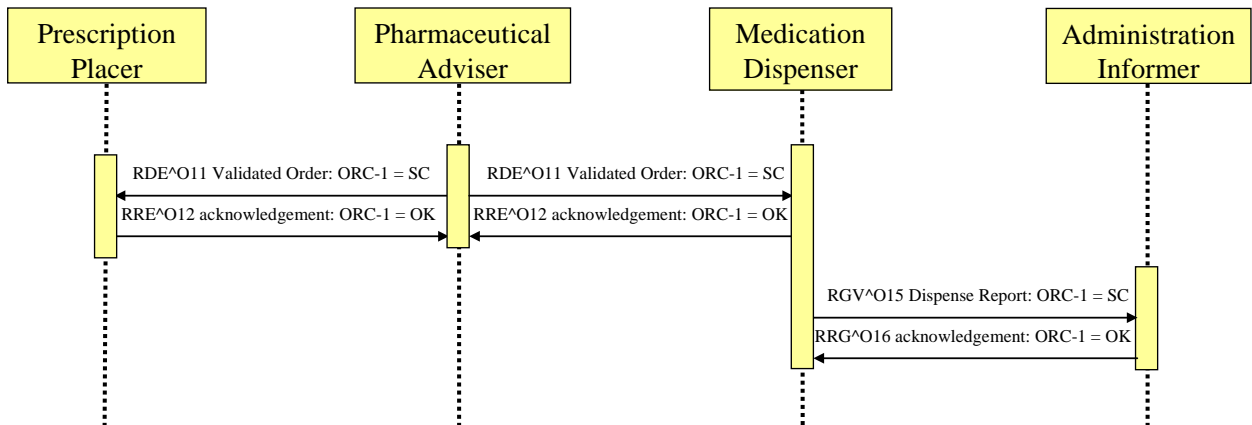 Prescription
Placer
Pharmaceutical
Adviser
Medication
Dispenser
Administration
Informer
RDE^O11 Validated Order: ORC-1 = SC
RDE^O11 Validated Order: ORC-1 = SC
RRE^O12 acknowledgement: ORC-1 = OK
RRE^O12 acknowledgement: ORC-1 = OK
RGV^O15 Dispense Report: ORC-1 = SC
RRG^O16 acknowledgement: ORC-1 = OK